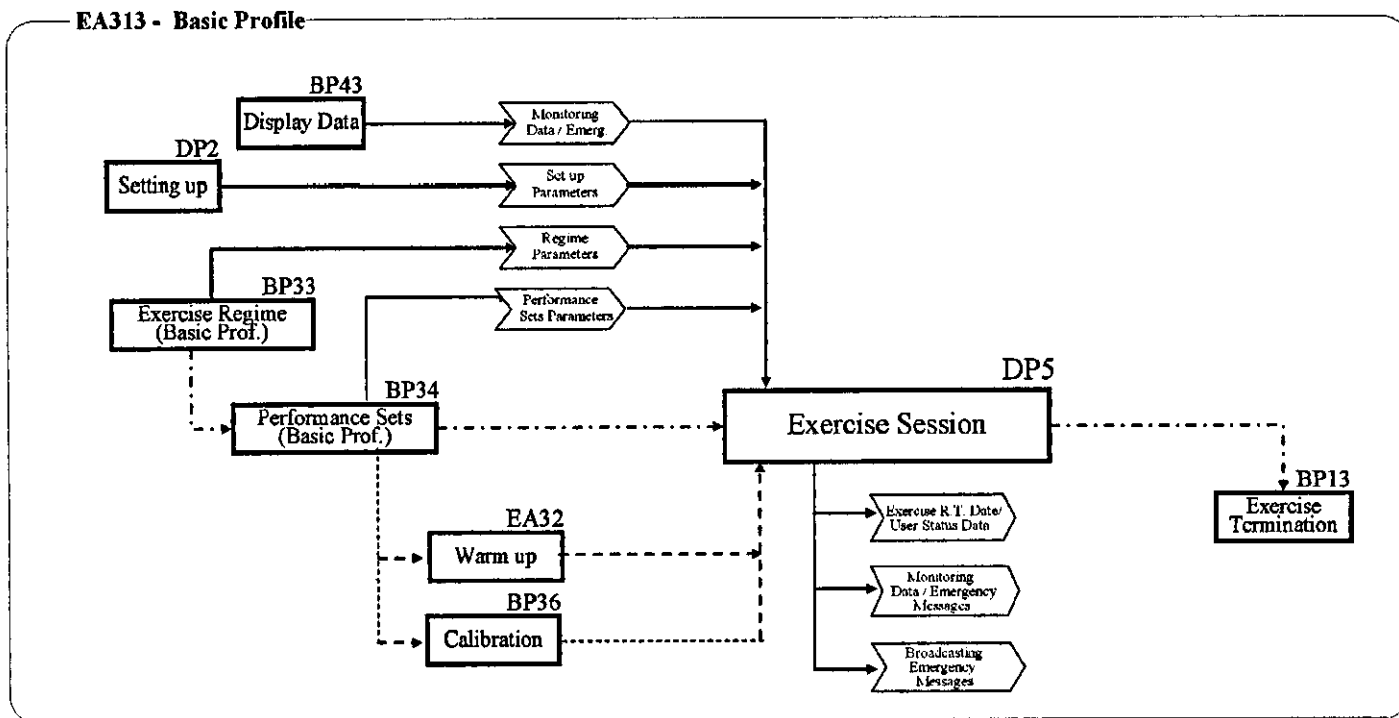 EA313 - Basic Profile
BP43
Display Data
Monitoring
Data / Emerg.
DP2
Setting up
Set up
Parameters
Regime
Parameters
BP33
Exercise Regime
(Basic Prof.)
Performance
Sets Parameters
BP34
Performance Sets
(Basic Prof.)
DP5
Exercise Session
BP13
Exercise
Termination
EA32
Warm up
BP36
Calibration
Exercise R.T. Date/
User Status Data
Monitoring
Data / Emergency
Messages
Broadcasting
Emergency
Messages